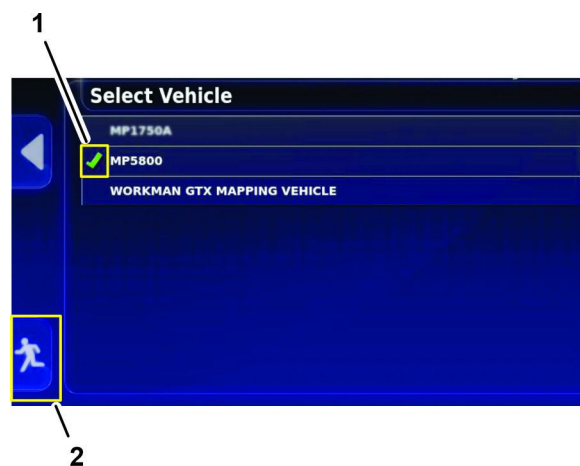 1
Select Vehicle
MP1750A
MP5800
WORKMAN GTX MAPPING VEHICLE
2